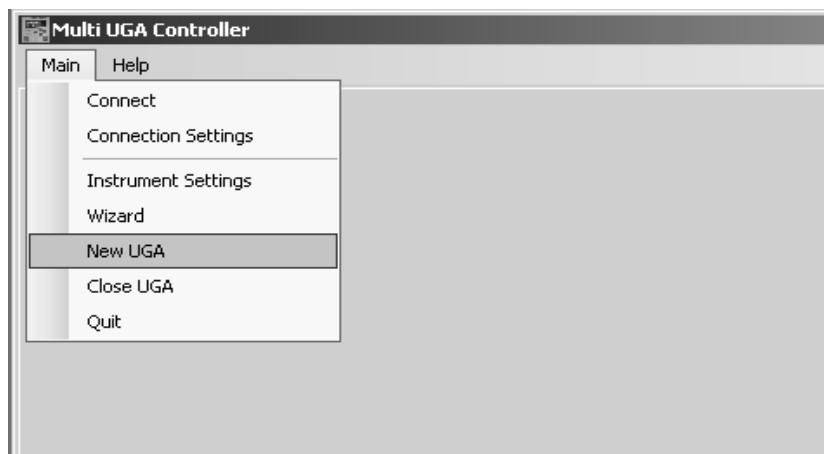 Multi UGA Controller
Main Help
Connect
Connection Settings
Instrument Settings
Wizard
New UGA
Close UGA
Quit